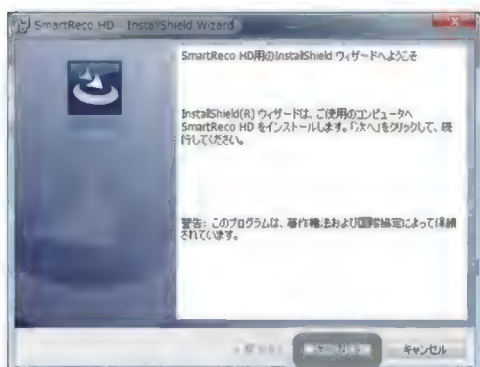 SmartReco HD - InstallShield Wizard
SmartReco HD用のInstallShield ウィザードへようこそ
InstallShield(R) ウィザードは、ご使用のコンピュータへ
SmartReco HD をインストールします。「次へ」をクリックして、続
行してください。
警告: このプログラムは、著作権法および国際協定によって保護
されています。
キャンセル